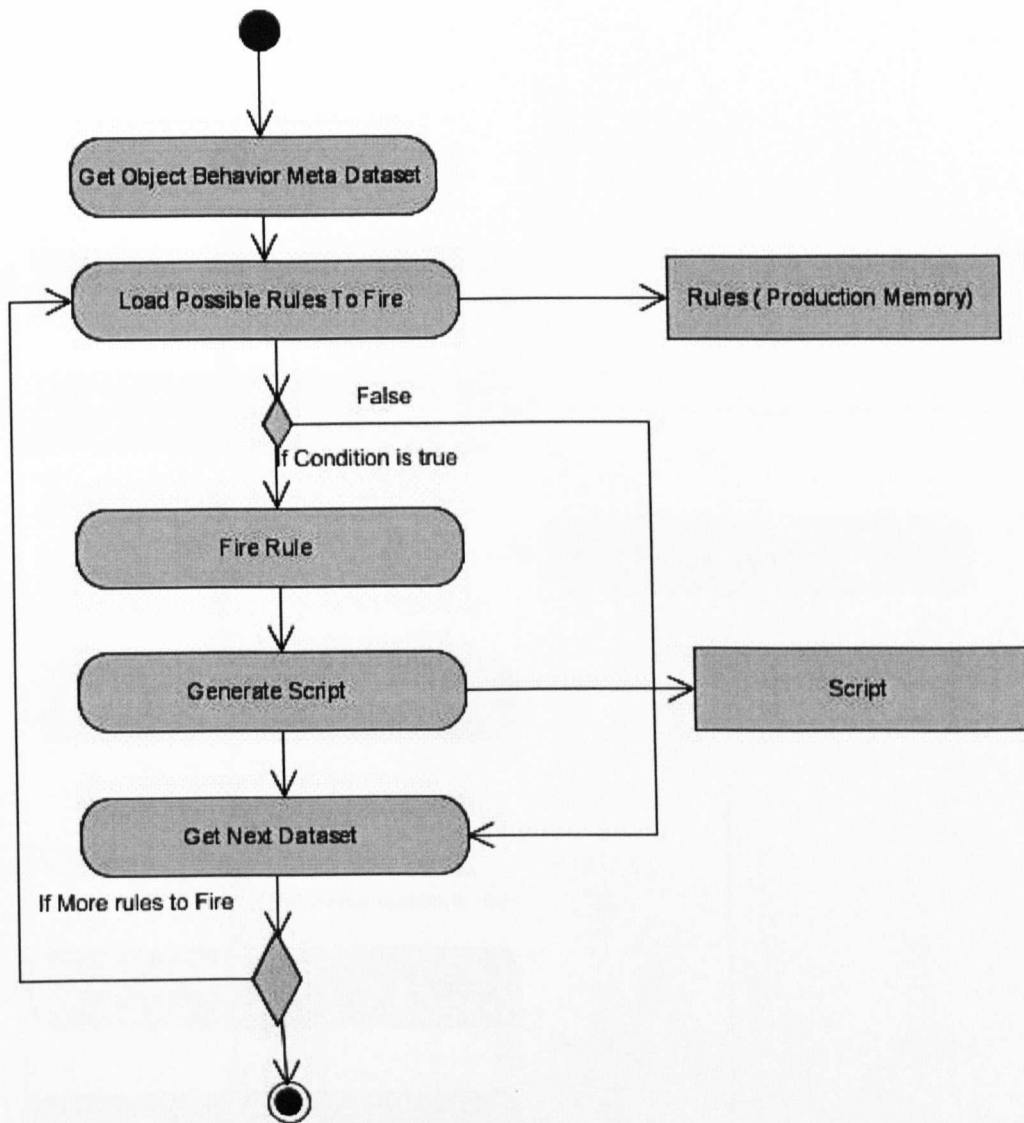 Get Object Behavior Meta Dataset
Load Possible Rules To Fire
Rules ( Production Memory)
False
If Condition is true
Fire Rule
Generate Script
Script
Get Next Dataset
If More rules to Fire